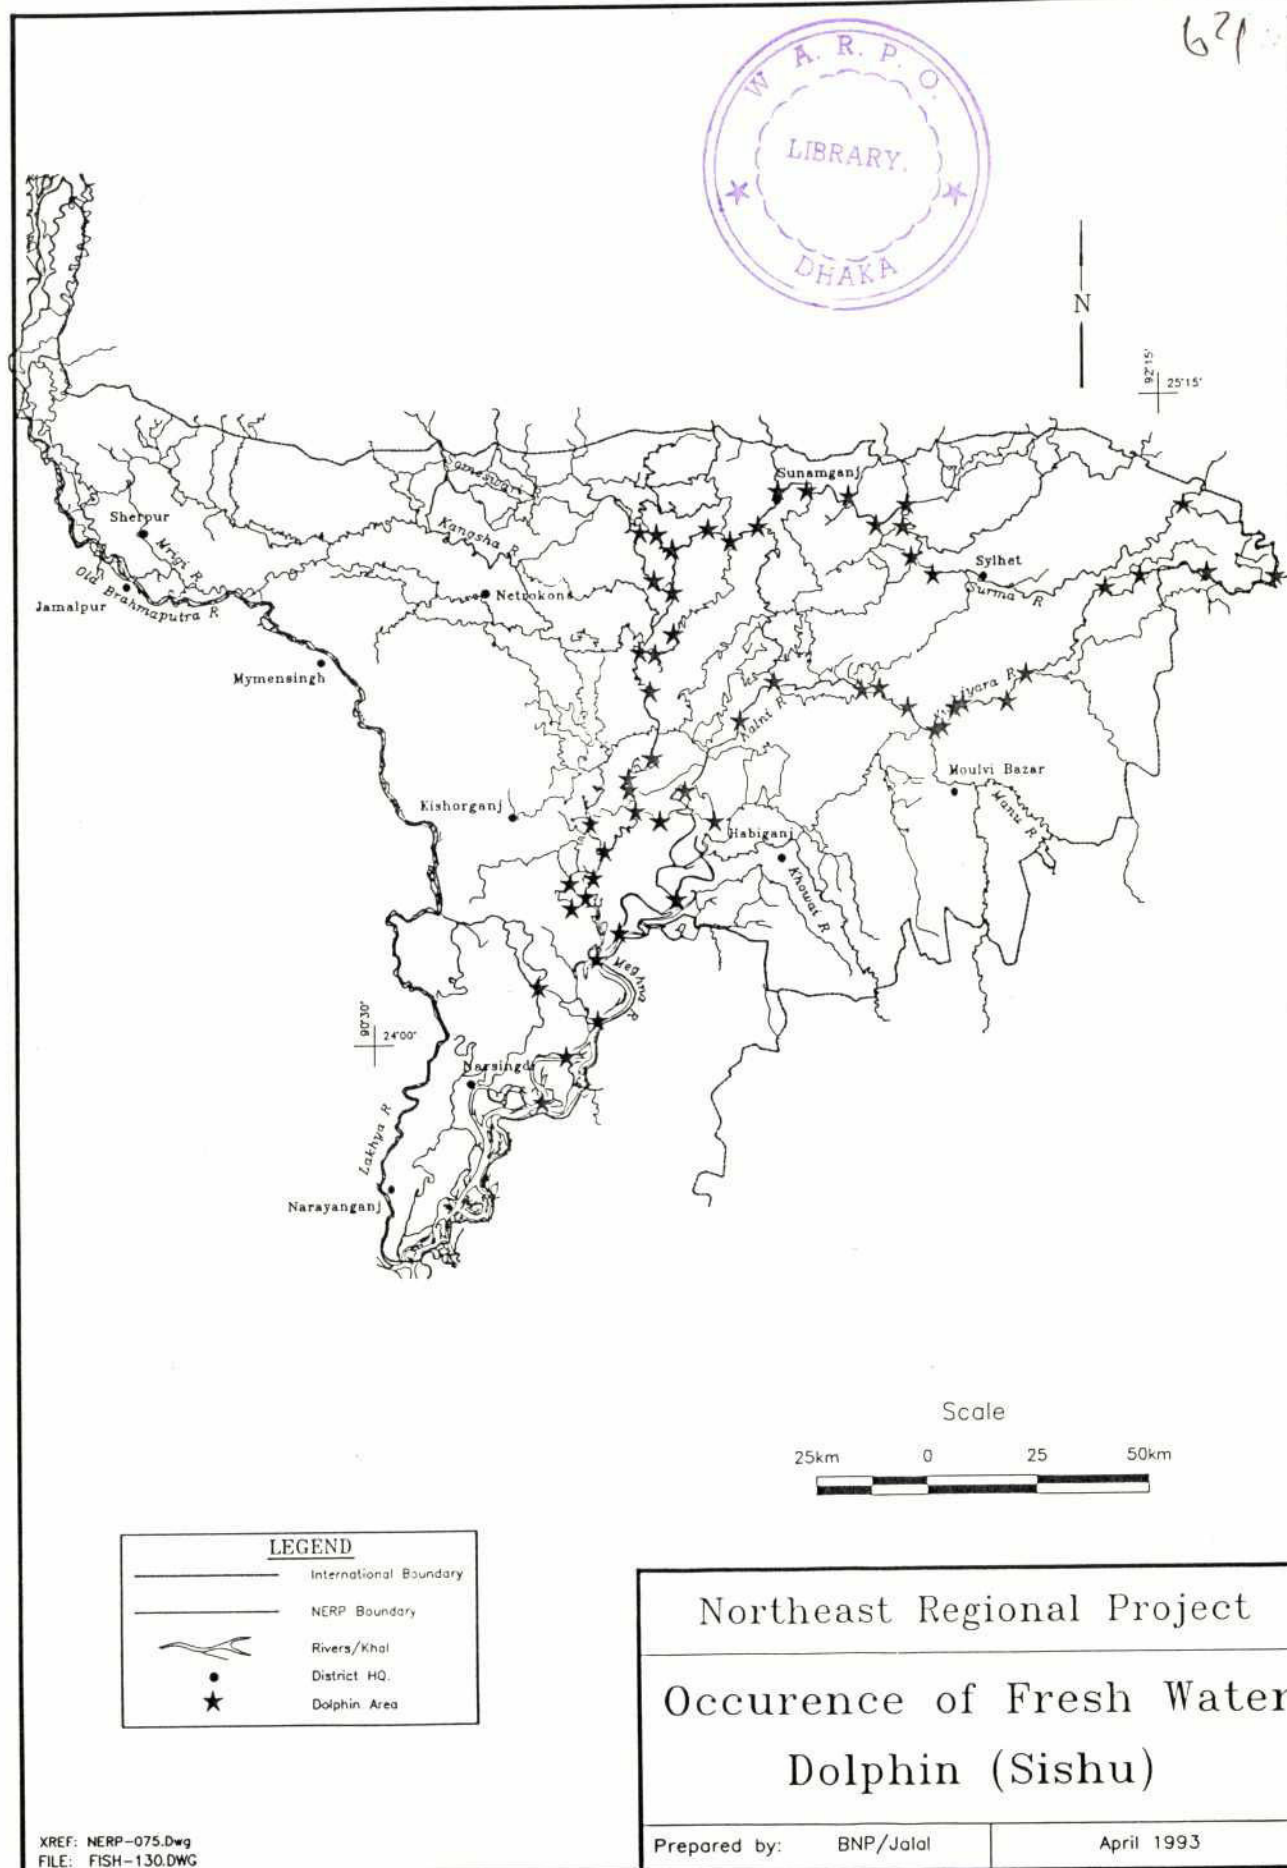 621
W. A. R. P. O.
LIBRARY.
DHAKA
N
92°15'
25°15'
Sunamganj
Someswari
Sherpur
Kangsha R
Mrigi R
Sylhet
Surma R
Netrokona
Jamalpur
Old Brahmaputra R
Mymensingh
Kalni R
Moulvi Bazar
Manu R
Kishorganj
Habiganj
Khowai R
Meghna R
90°30'
24°00'
Narsingdi
Lakhya R
Narayanganj
Scale
25km 0 25 50km
LEGEND
International Boundary
NERP Boundary
Rivers/Khal
District HQ.
Dolphin Area
Northeast Regional Project
Occurence of Fresh Water
Dolphin (Sishu)
Prepared by: BNP/Jalal April 1993
XREF: NERP-075.Dwg
FILE: FISH-130.DWG